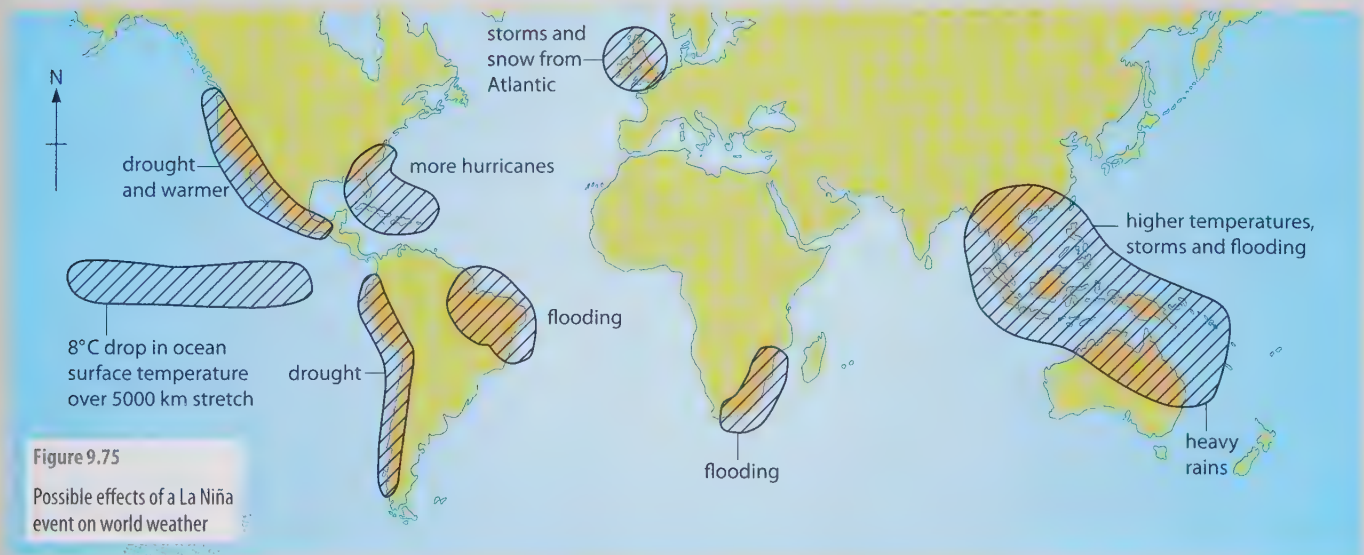 storms and
snow from
Atlantic
N
drought
and warmer
more hurricanes
higher temperatures,
storms and flooding
flooding
8°C drop in ocean
surface temperature
over 5000 km stretch
drought
flooding
heavy
rains
Figure 9.75
Possible effects of a La Niña
event on world weather